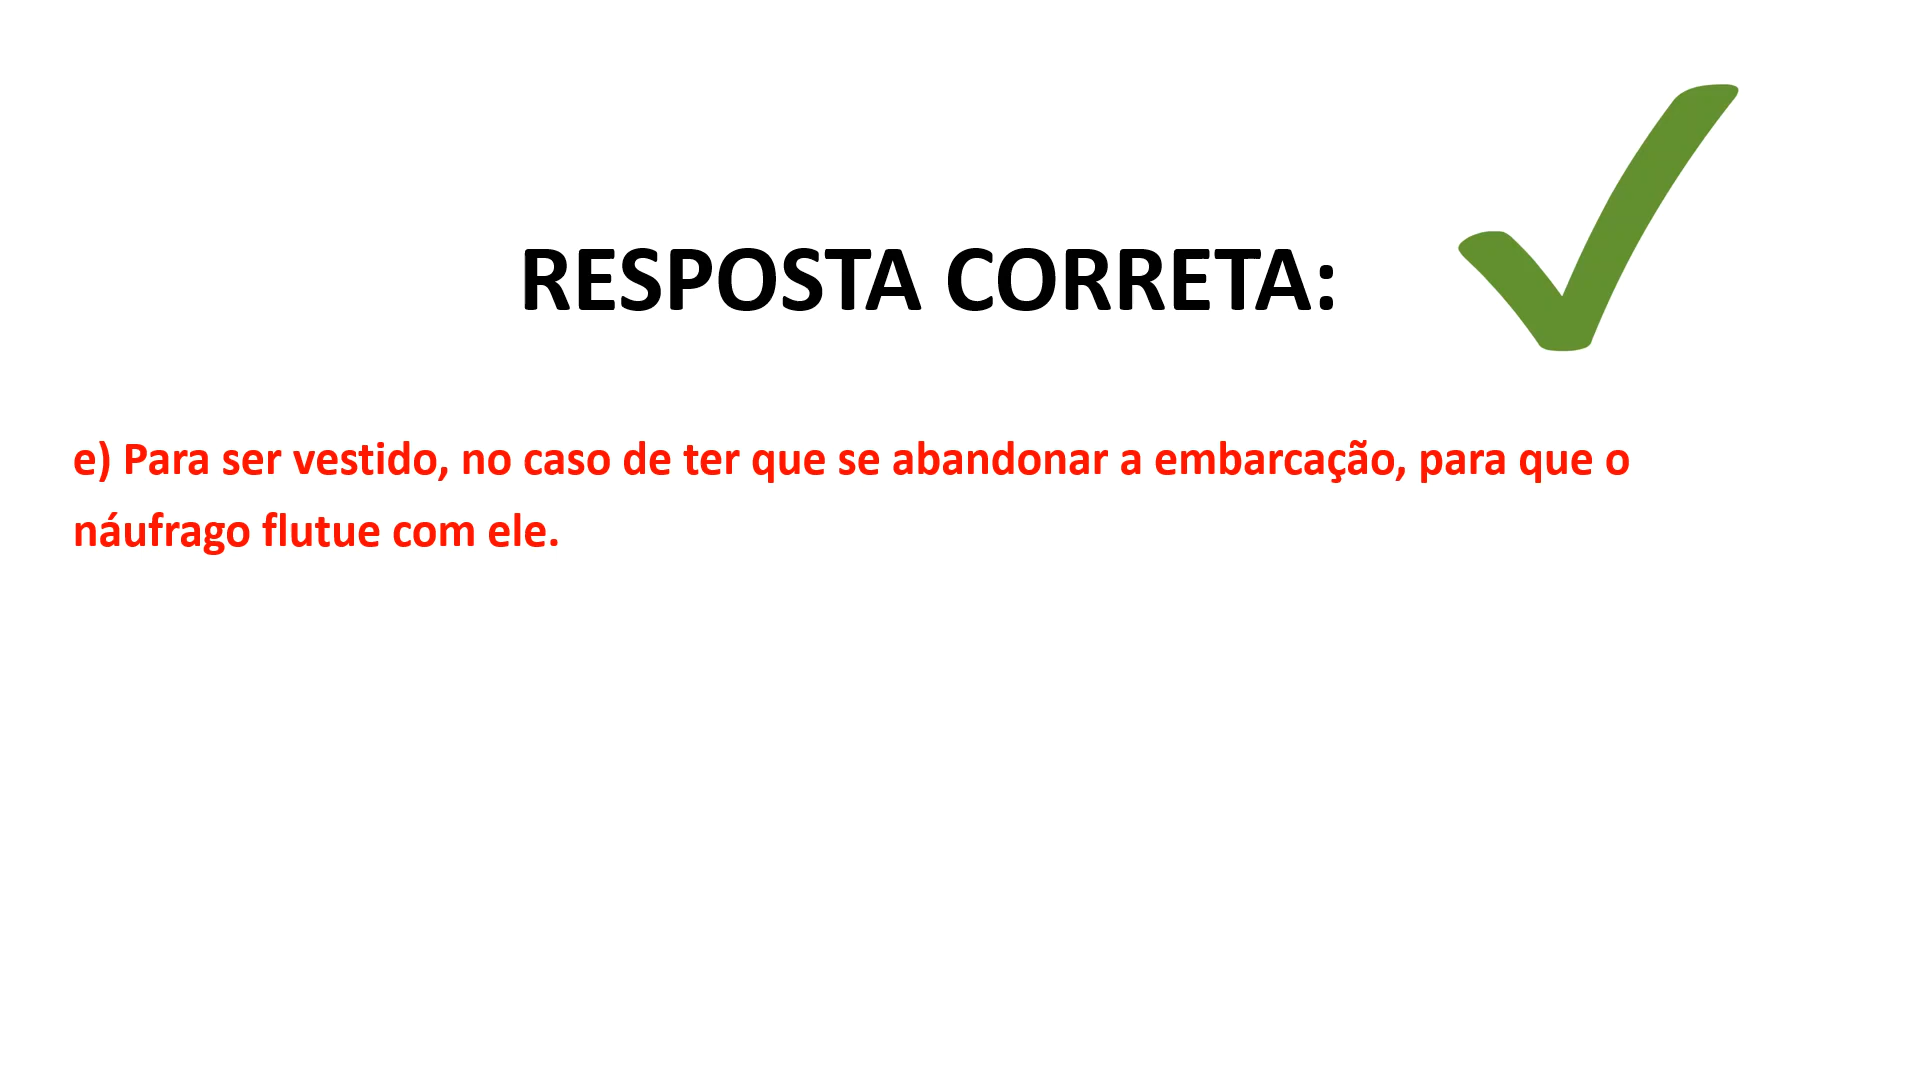 RESPOSTA CORRETA:
e) Para ser vestido, no caso de ter que se abandonar a embarcação, para que o
náufrago flutue com ele.